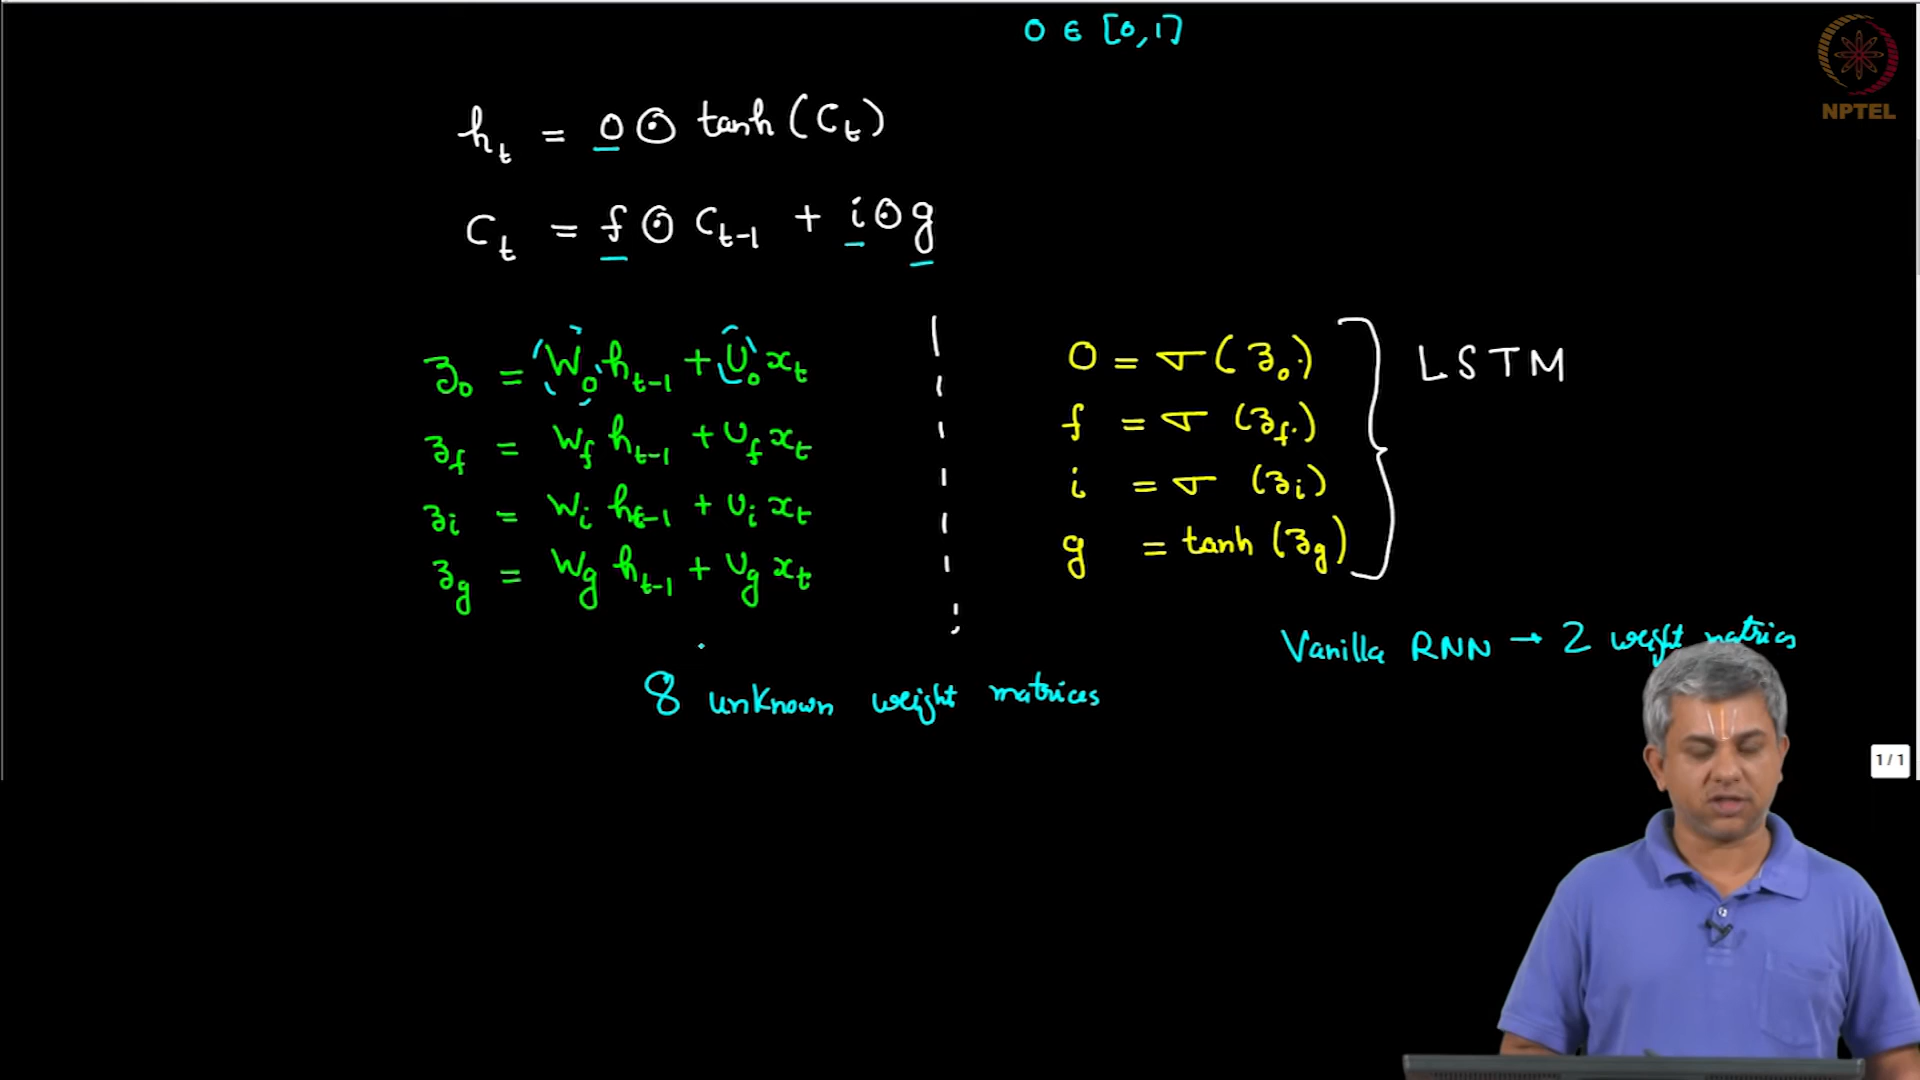 o ∈ [0,1]
NPTEL
h_t = o ⊙ tanh(C_t)
C_t = f ⊙ C_{t-1} + i ⊙ g
z_o = W_o h_{t-1} + U_o x_t
z_f = W_f h_{t-1} + U_f x_t
z_i = W_i h_{t-1} + U_i x_t
z_g = W_g h_{t-1} + U_g x_t
o = σ(z_o)
f = σ(z_f)
i = σ(z_i)
g = tanh(z_g)
LSTM
Vanilla RNN → 2 weight matrices
8 unknown weight matrices
1/1